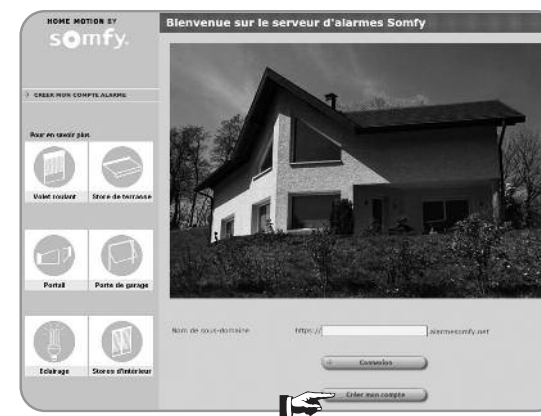 HOME MOTION BY
somfy.
Bienvenue sur le serveur d'alarmes Somfy
CREER MON COMPTE ALARME
Pour en savoir plus
Volet roulant
Store de terrasse
Portail
Porte de garage
Eclairage
Stores d'intérieur
Nom de sous-domaine https:// .alarmesomfy.net
Connexion
Créer mon compte